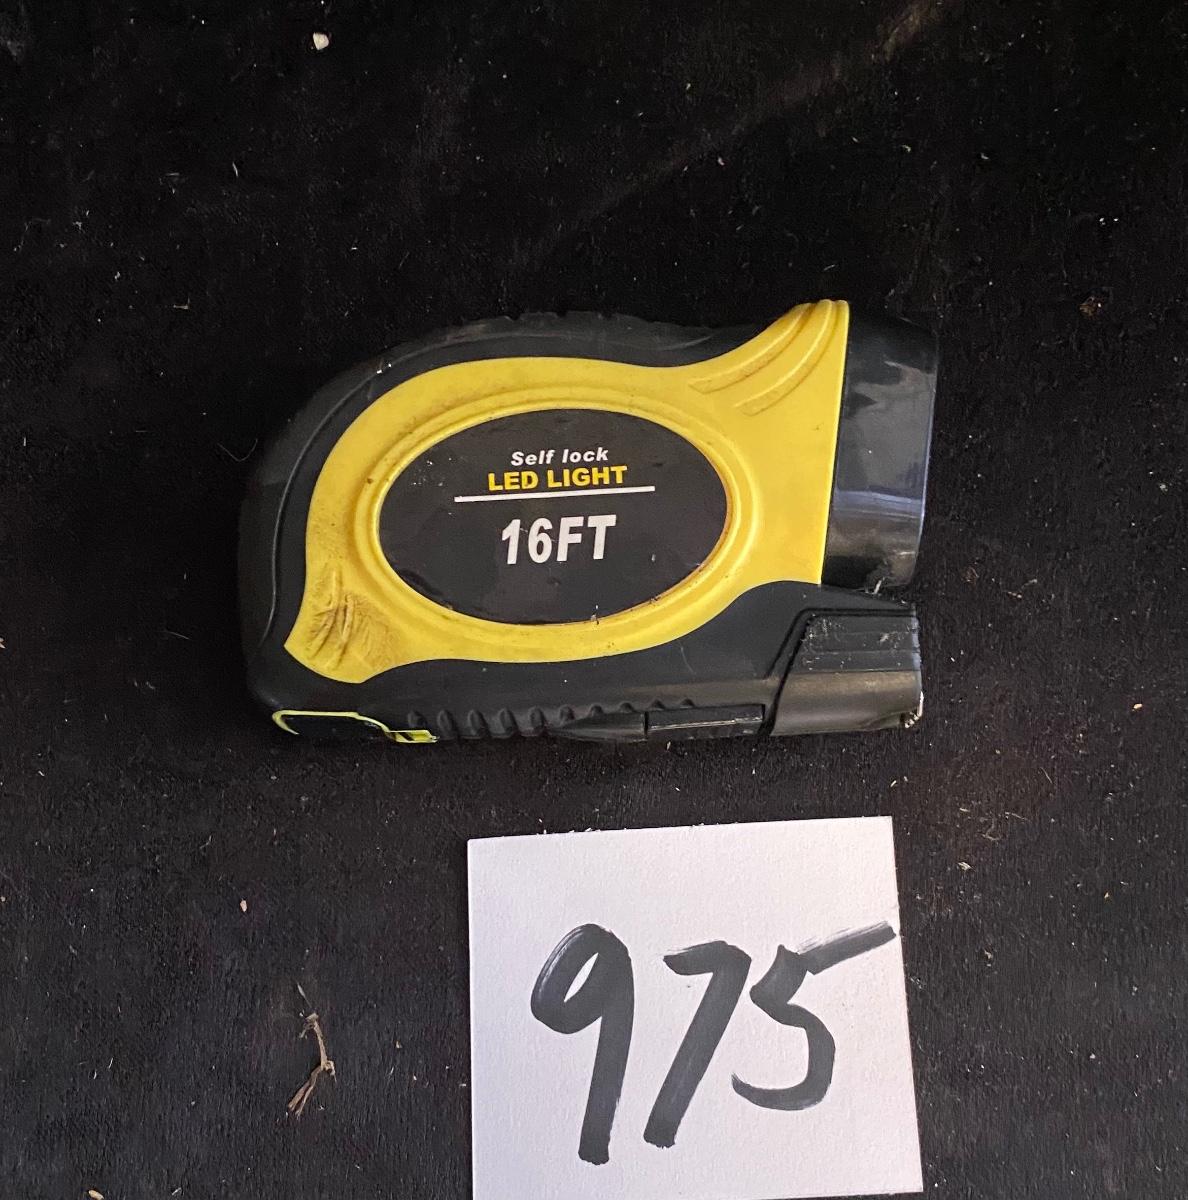 Self lock
LED LIGHT
16FT
975